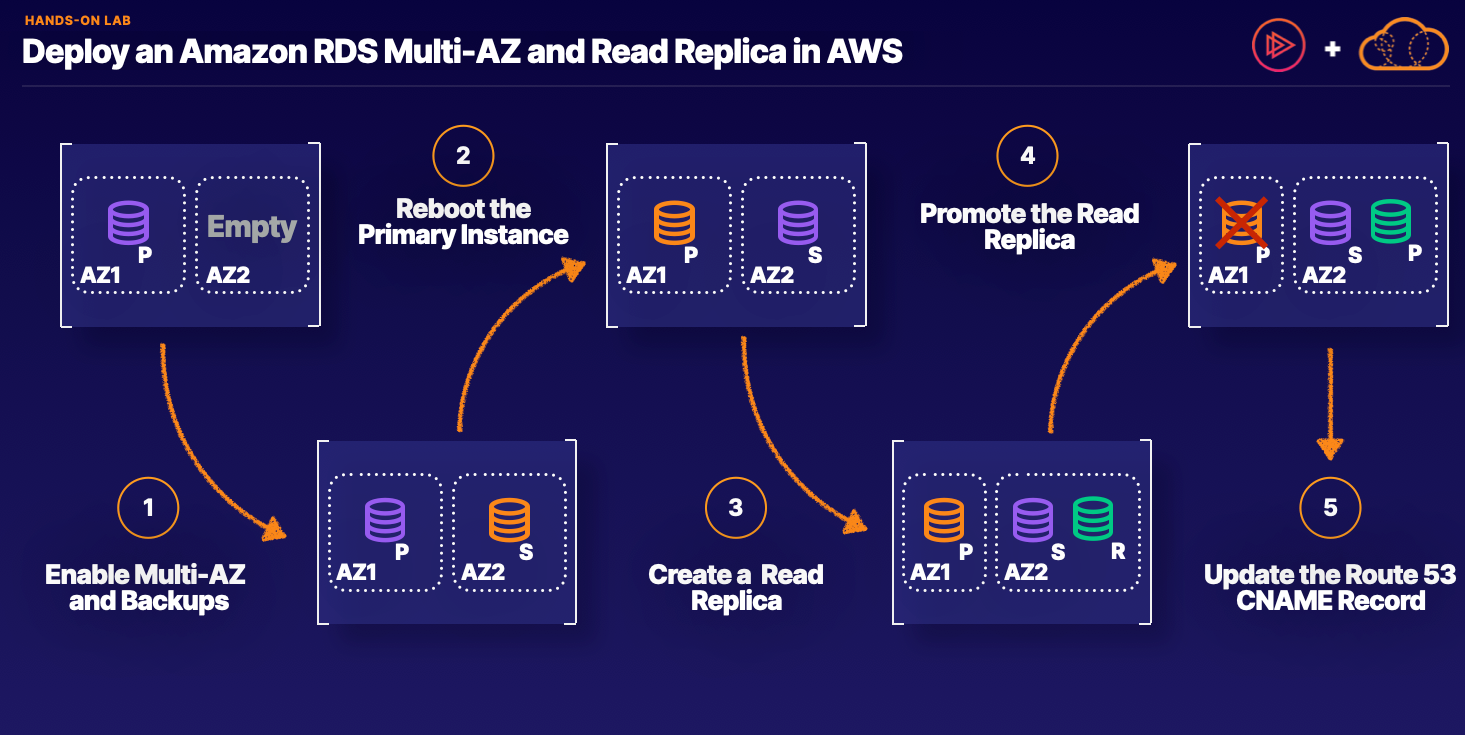 HANDS-ON LAB
Deploy an Amazon RDS Multi-AZ and Read Replica in AWS
+
P
AZ1
Empty
AZ2
1
Enable Multi-AZ
and Backups
P
AZ1
S
AZ2
2
Reboot the
Primary Instance
P
AZ1
S
AZ2
3
Create a Read
Replica
P
AZ1
S
R
AZ2
4
Promote the Read
Replica
P
AZ1
S
P
AZ2
5
Update the Route 53
CNAME Record